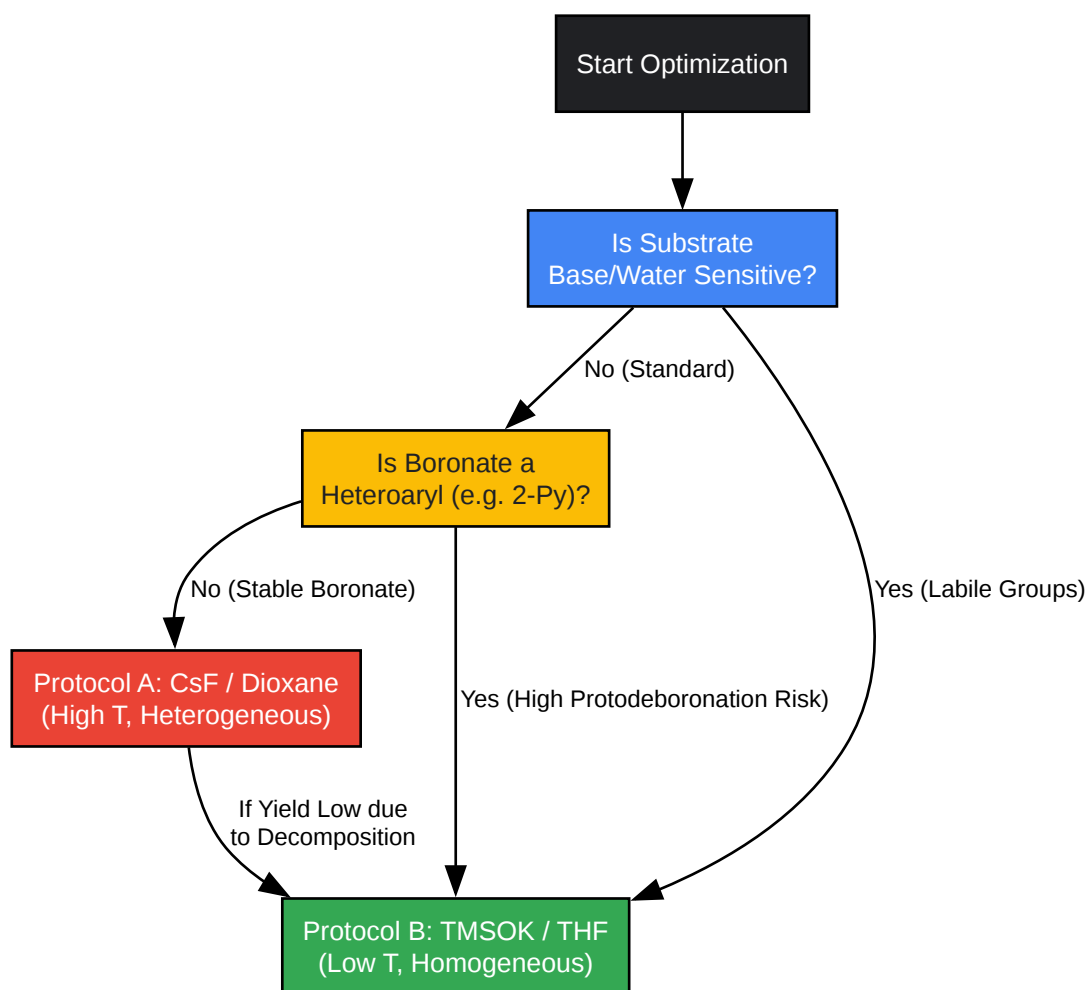 Start Optimization
Is Substrate
Base/Water Sensitive?
No (Standard)
Is Boronate a
Heteroaryl (e.g. 2-Py)?
No (Stable Boronate)
Yes (Labile Groups)
Protocol A: CsF / Dioxane
(High T, Heterogeneous)
Yes (High Protodeboronation Risk)
If Yield Low due
to Decomposition
Protocol B: TMSOK / THF
(Low T, Homogeneous)